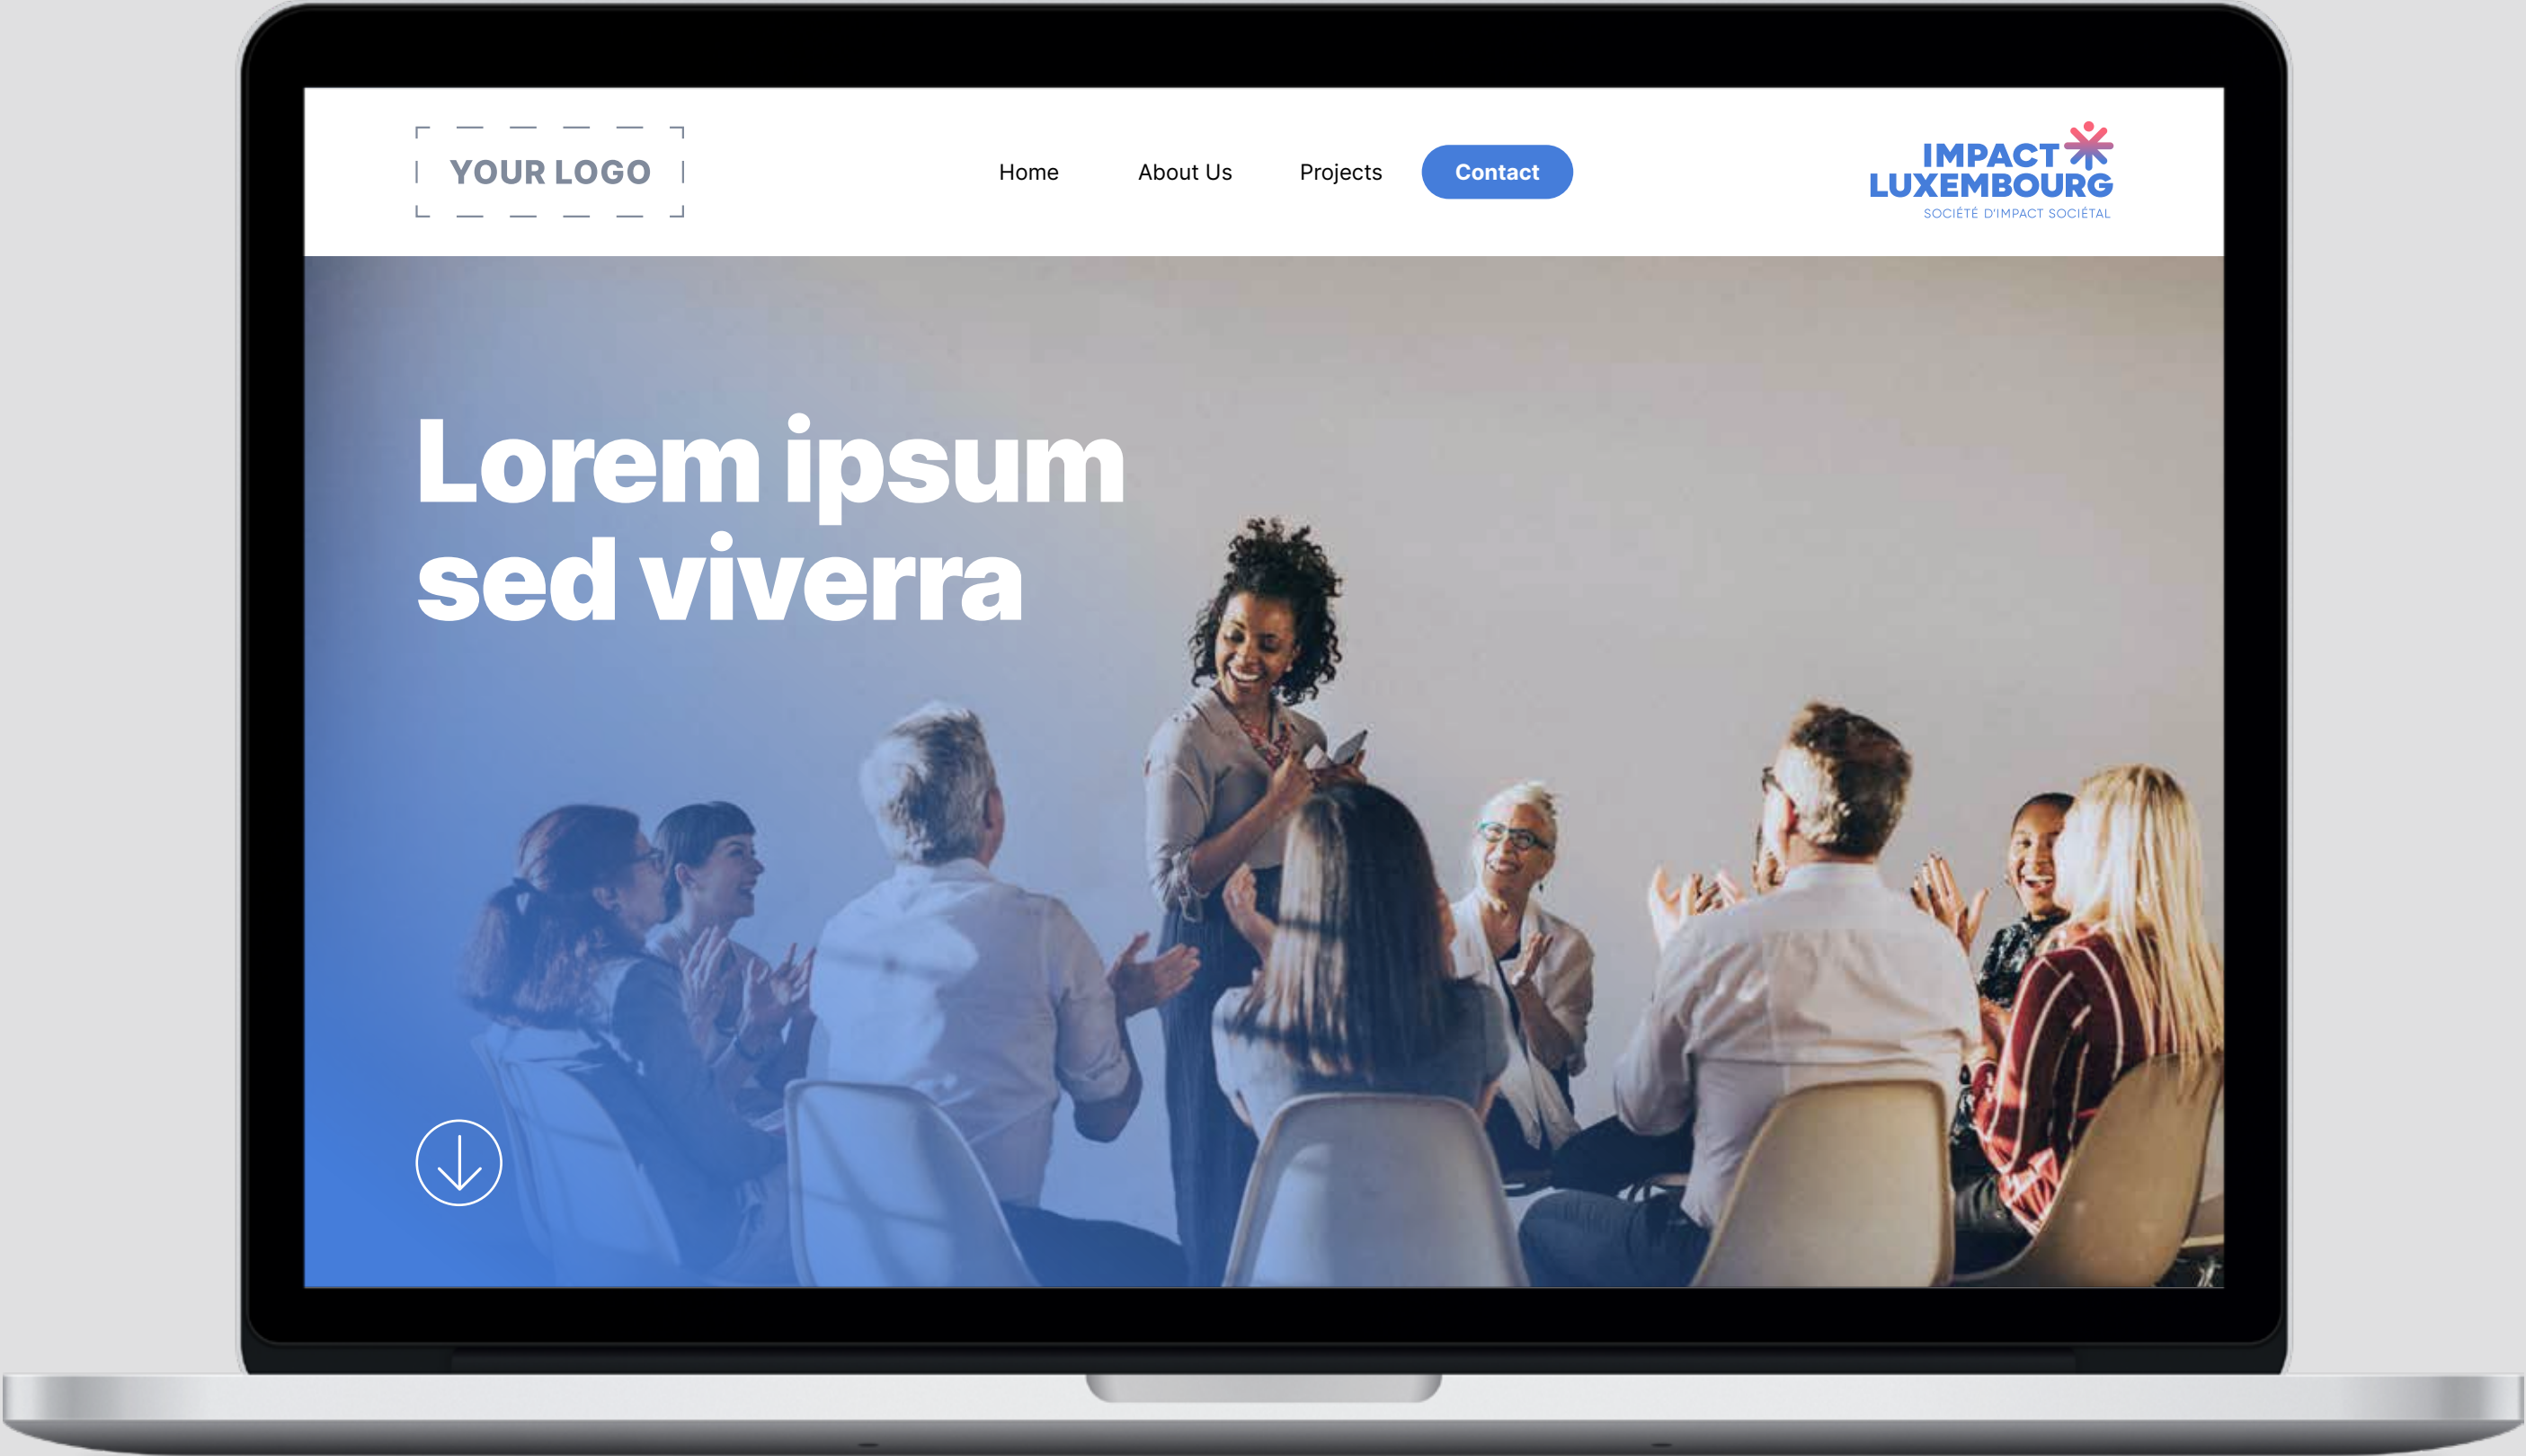 YOUR LOGO
Home About Us Projects Contact
IMPACT
LUXEMBOURG
SOCIÉTÉ D'IMPACT SOCIÉTAL
Lorem ipsum
sed viverra